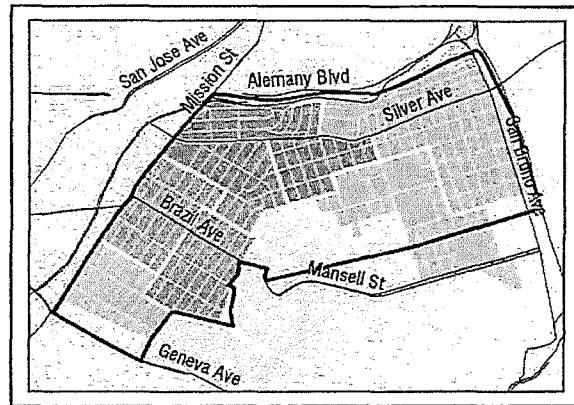 San Jose Ave
Mission St
Alemany Blvd
Silver Ave
San Bruno Ave
Brazil Ave
Mansell St
Geneva Ave